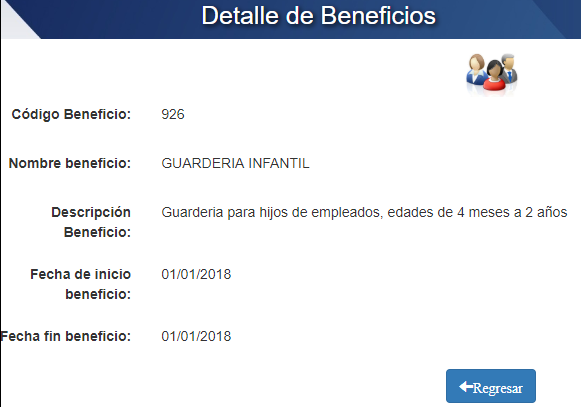 Detalle de Beneficios
Código Beneficio: 926
Nombre beneficio: GUARDERIA INFANTIL
Descripción Guarderia para hijos de empleados, edades de 4 meses a 2 años
Beneficio:
Fecha de inicio 01/01/2018
beneficio:
Fecha fin beneficio: 01/01/2018
Regresar